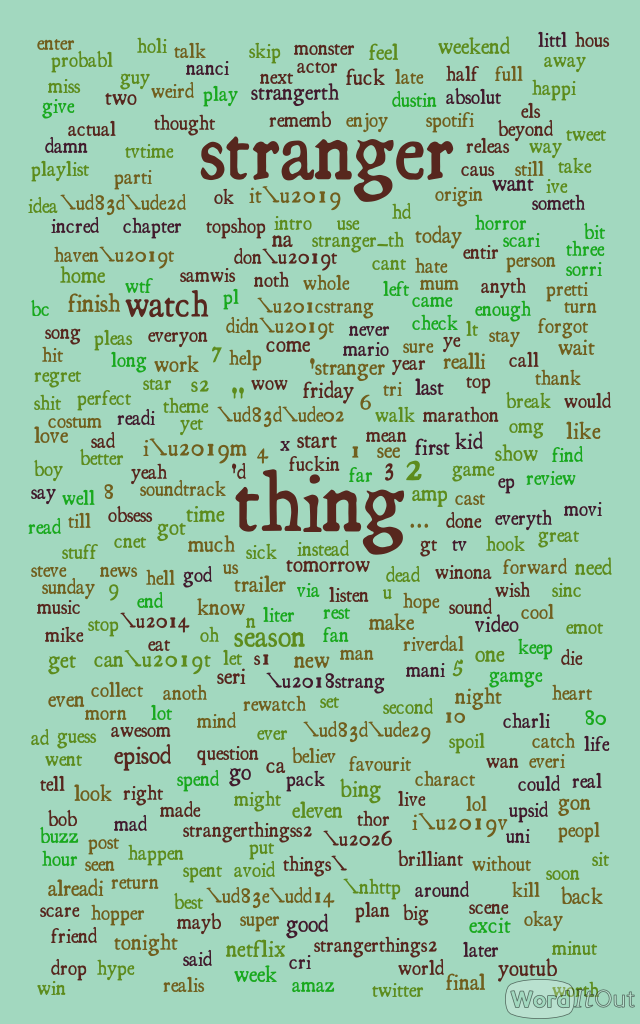 enter holi talk skip monster feel weekend littl hous
probabl guy nanci next actor fuck late half full away
miss weird play strangerth dustin absolut happi
give two els
actual thought rememb enjoy spotifi beyond tweet
damn tvtime stranger releas way
playlist parti caus still take
idea \ud83d\ude2d ok it\u2019 origin want ive someth
incred chapter topshop intro use hd horror bit
haven\u2019t don\u2019t na stranger_th today scari three
home samwis noth whole cant hate entir person sorri
wtf left mum anyth pretti
bc finish watch pl \u201cstrang came enough turn
song pleas everyon didn\u2019t never check lt stay forgot
hit long work 7 help come mario sure ye wait
regret star s2 " wow 'stranger year realli call thank
shit perfect theme friday 6 tri last top break would
costum readi yet \ud83d\ude02 walk marathon omg
love sad i\u2019m 4 x start mean first kid like
boy better yeah 'd fuckin 1 see show find
say well 8 soundtrack far 3 2 game ep review
read till obsess got time thing ... amp cast done everyth movi
stuff cnet much sick instead gt tv hook great
steve news hell god us tomorrow dead winona forward need
sunday 9 trailer via listen u hope wish sinc
music end know n liter rest make sound video cool
mike stop \u2014 oh season fan riverdal keep emot
get can\u2019t eat let s1 new man mani 5 one die
seri \u2018strang gamge
even collect anoth rewatch set second night heart
morn lot mind ever \ud83d\ude29 10 charli 80
ad guess awesom spoil catch life
went episod question ca believ favourit wan everi
tell look right spend go pack bing charact could real
bob made might eleven live lol upsid gon
buzz mad strangerthingss2 thor i\u2019v uni peopl
hour post happen put \u2026 brilliant without sit
seen spent avoid things\ soon
alreadi return best \ud83e\udd14 \nhttp around kill back
scare hopper mayb super good plan big scene okay
friend tonight said netflix strangerthings2 excit later minut
drop hype week cri world youtub
win realis amaz twitter final worth
WordItOut